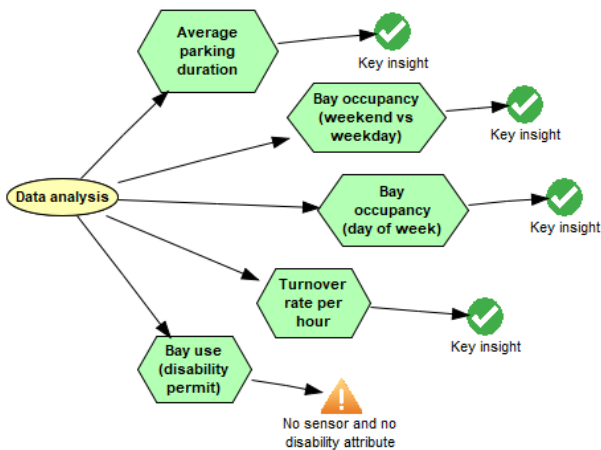 Average
parking
duration
Key insight
Bay occupancy
(weekend vs
weekday)
Key insight
Data analysis
Bay
occupancy
(day of week)
Key insight
Turnover
rate per
hour
Key insight
Bay use
(disability
permit)
No sensor and no
disability attribute